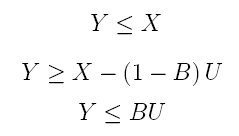 Y ≤ X
Y ≥ X − (1 − B) U
Y ≤ BU